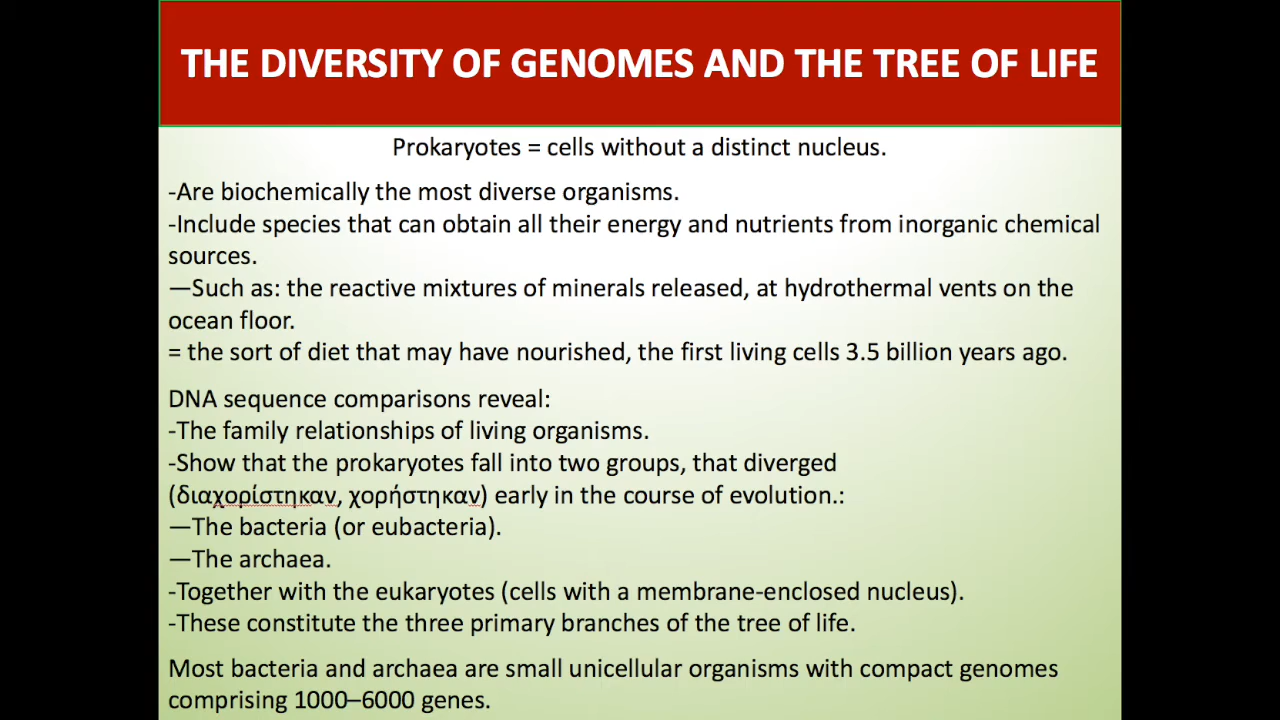 THE DIVERSITY OF GENOMES AND THE TREE OF LIFE
Prokaryotes = cells without a distinct nucleus.
-Are biochemically the most diverse organisms.
-Include species that can obtain all their energy and nutrients from inorganic chemical
sources.
—Such as: the reactive mixtures of minerals released, at hydrothermal vents on the
ocean floor.
= the sort of diet that may have nourished, the first living cells 3.5 billion years ago.
DNA sequence comparisons reveal:
-The family relationships of living organisms.
-Show that the prokaryotes fall into two groups, that diverged
(διαχορίστηκαν, χορήστηκαν) early in the course of evolution.:
—The bacteria (or eubacteria).
—The archaea.
-Together with the eukaryotes (cells with a membrane-enclosed nucleus).
-These constitute the three primary branches of the tree of life.
Most bacteria and archaea are small unicellular organisms with compact genomes
comprising 1000–6000 genes.